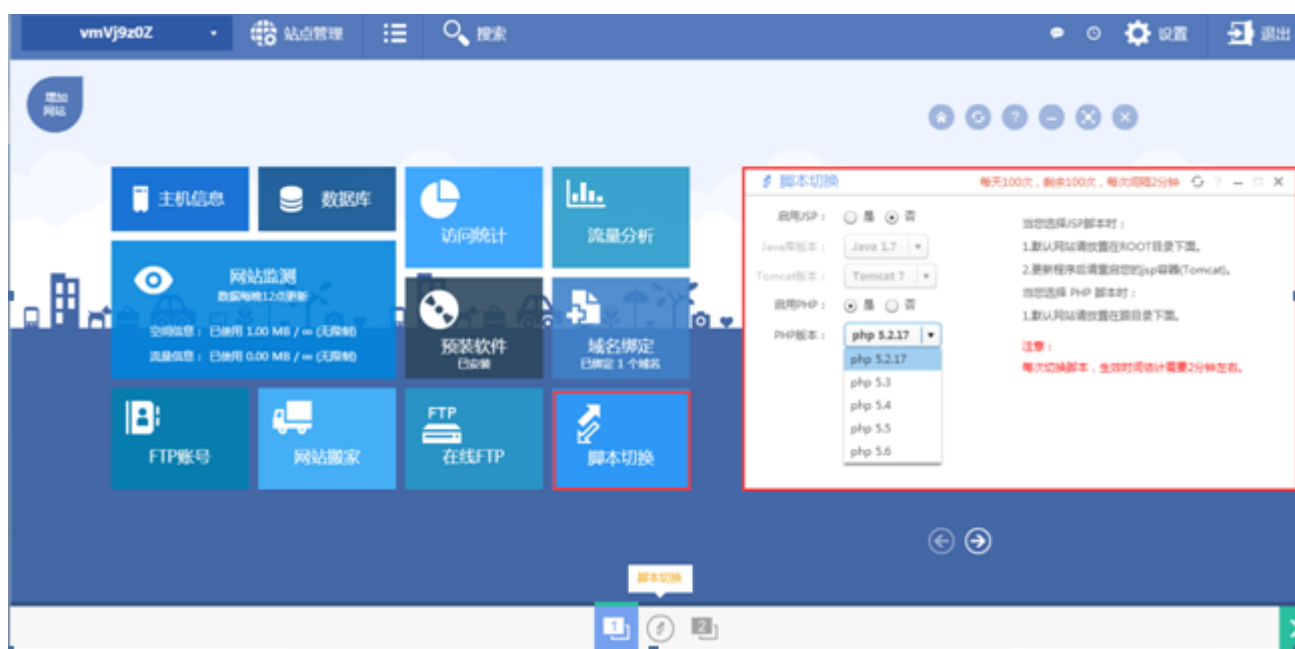 vmVj9z0Z
站点管理
搜索
设置
退出
增加
网站
主机信息
数据库
访问统计
流量分析
网站监测
数据每晚12点更新
空间信息： 已使用 1.00 MB / ∞ (无限制)
流量信息： 已使用 0.00 MB / ∞ (无限制)
预装软件
已安装
域名绑定
已绑定 1 个域名
FTP账号
网站搬家
FTP
在线FTP
脚本切换
脚本切换
每天100次，剩余100次，每次间隔2分钟
启用JSP： 是 否
Java库版本： Java 1.7
Tomcat版本： Tomcat 7
启用PHP： 是 否
PHP版本： php 5.2.17
php 5.2.17
php 5.3
php 5.4
php 5.5
php 5.6
当您选择JSP脚本时：
1.默认网站请放置在ROOT目录下面。
2.更新程序后请重启您的jsp容器(Tomcat)。
当您选择 PHP 脚本时：
1.默认网站请放置在跟目录下面。
注意：
每次切换脚本，生效时间估计需要2分钟左右。
脚本切换
1
2